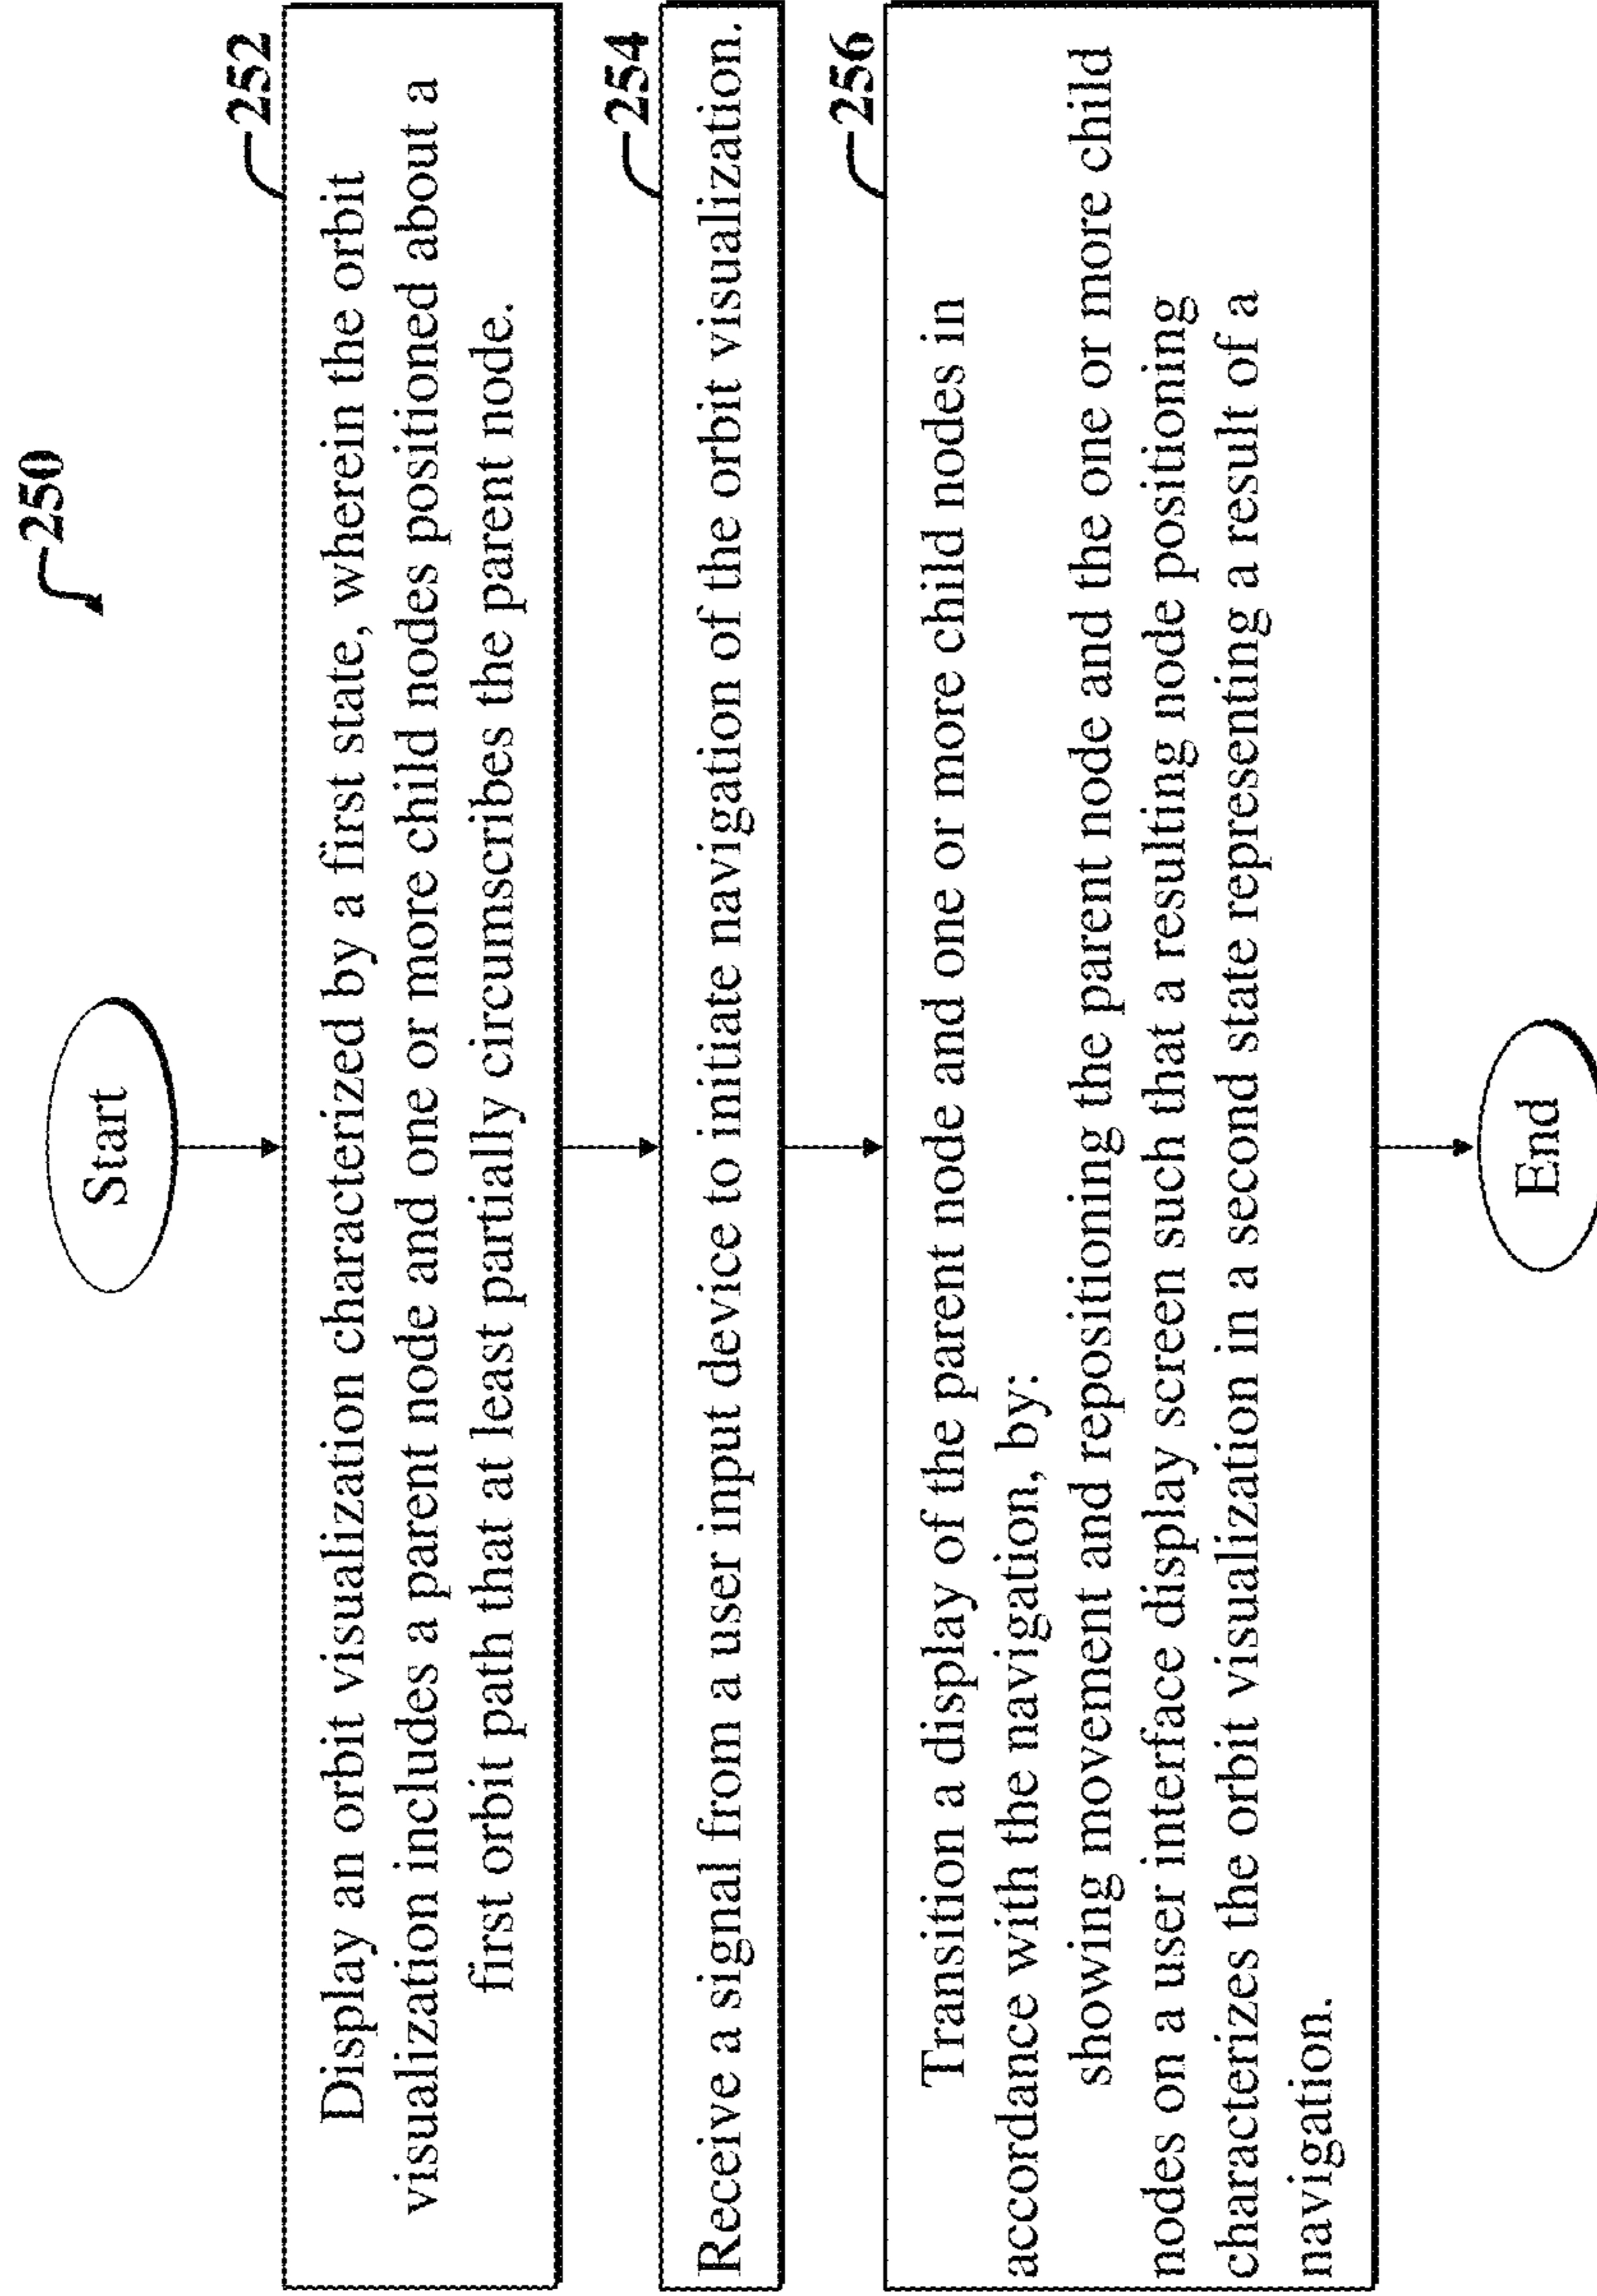 250
Start
252
Display an orbit visualization characterized by a first state, wherein the orbit
visualization includes a parent node and one or more child nodes positioned about a
first orbit path that at least partially circumscribes the parent node.
254
Receive a signal from a user input device to initiate navigation of the orbit visualization.
256
Transition a display of the parent node and one or more child nodes in
accordance with the navigation, by:
showing movement and repositioning the parent node and the one or more child
nodes on a user interface display screen such that a resulting node positioning
characterizes the orbit visualization in a second state representing a result of a
navigation.
End